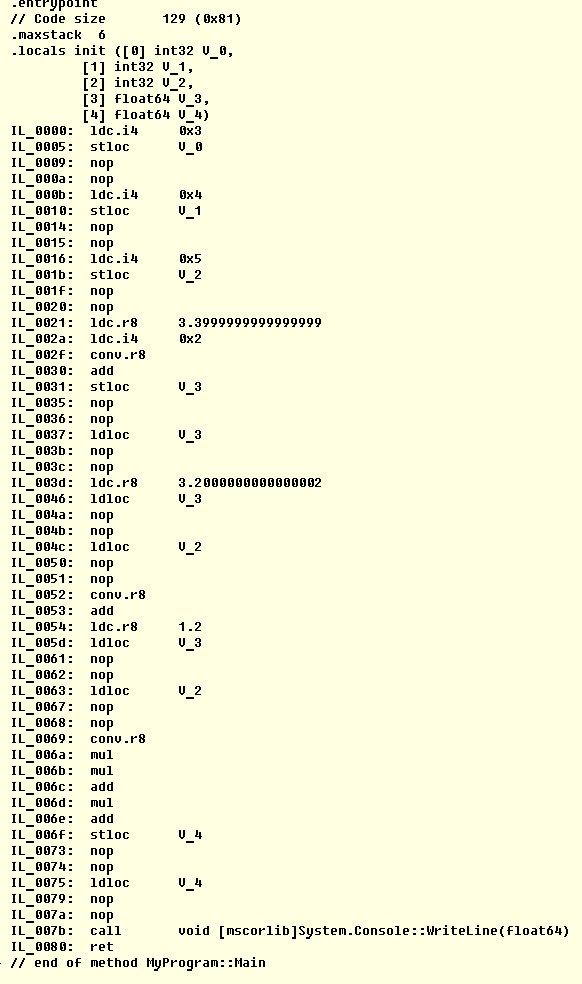 .entrypoint
// Code size       129 (0x81)
.maxstack  6
.locals init ([0] int32 V_0,
         [1] int32 V_1,
         [2] int32 V_2,
         [3] float64 V_3,
         [4] float64 V_4)
IL_0000:  ldc.i4     0x3
IL_0005:  stloc      V_0
IL_0009:  nop
IL_000a:  nop
IL_000b:  ldc.i4     0x4
IL_0010:  stloc      V_1
IL_0014:  nop
IL_0015:  nop
IL_0016:  ldc.i4     0x5
IL_001b:  stloc      V_2
IL_001f:  nop
IL_0020:  nop
IL_0021:  ldc.r8     3.3999999999999999
IL_002a:  ldc.i4     0x2
IL_002f:  conv.r8
IL_0030:  add
IL_0031:  stloc      V_3
IL_0035:  nop
IL_0036:  nop
IL_0037:  ldloc      V_3
IL_003b:  nop
IL_003c:  nop
IL_003d:  ldc.r8     3.2000000000000002
IL_0046:  ldloc      V_3
IL_004a:  nop
IL_004b:  nop
IL_004c:  ldloc      V_2
IL_0050:  nop
IL_0051:  nop
IL_0052:  conv.r8
IL_0053:  add
IL_0054:  ldc.r8     1.2
IL_005d:  ldloc      V_3
IL_0061:  nop
IL_0062:  nop
IL_0063:  ldloc      V_2
IL_0067:  nop
IL_0068:  nop
IL_0069:  conv.r8
IL_006a:  mul
IL_006b:  mul
IL_006c:  add
IL_006d:  mul
IL_006e:  add
IL_006f:  stloc      V_4
IL_0073:  nop
IL_0074:  nop
IL_0075:  ldloc      V_4
IL_0079:  nop
IL_007a:  nop
IL_007b:  call       void [mscorlib]System.Console::WriteLine(float64)
IL_0080:  ret
// end of method MyProgram::Main